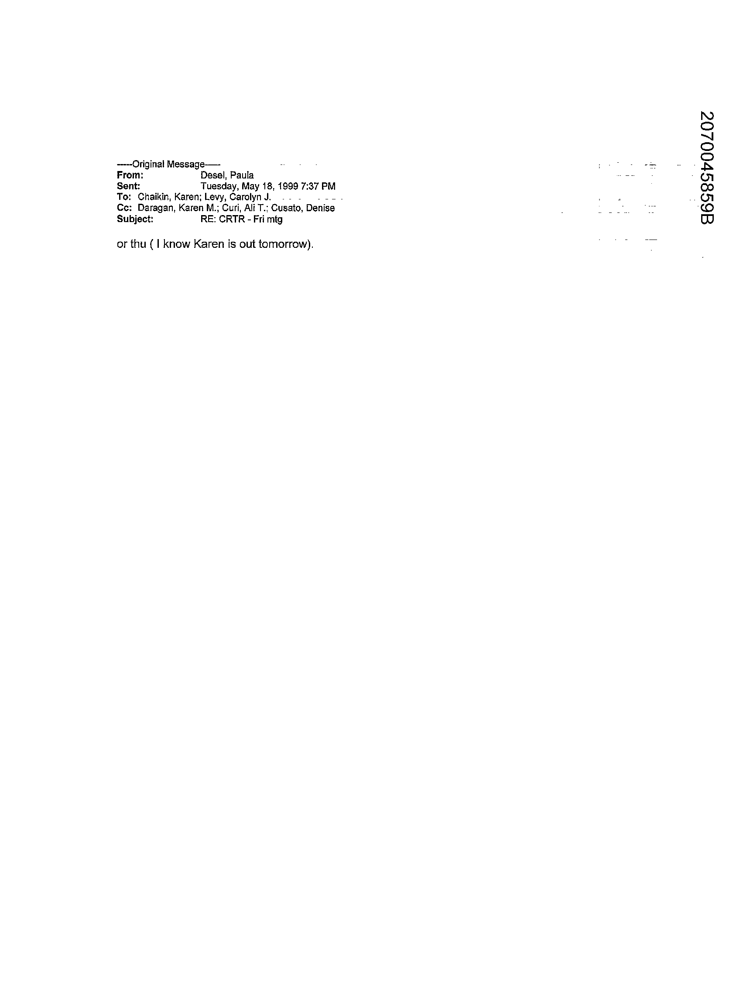 2070045859B
-----Original Message-----
From: Desel, Paula
Sent: Tuesday, May 18, 1999 7:37 PM
To: Chaikin, Karen; Levy, Carolyn J.
Cc: Daragan, Karen M.; Curi, Ali T.; Cusato, Denise
Subject: RE: CRTR - Fri mtg
or thu ( I know Karen is out tomorrow).